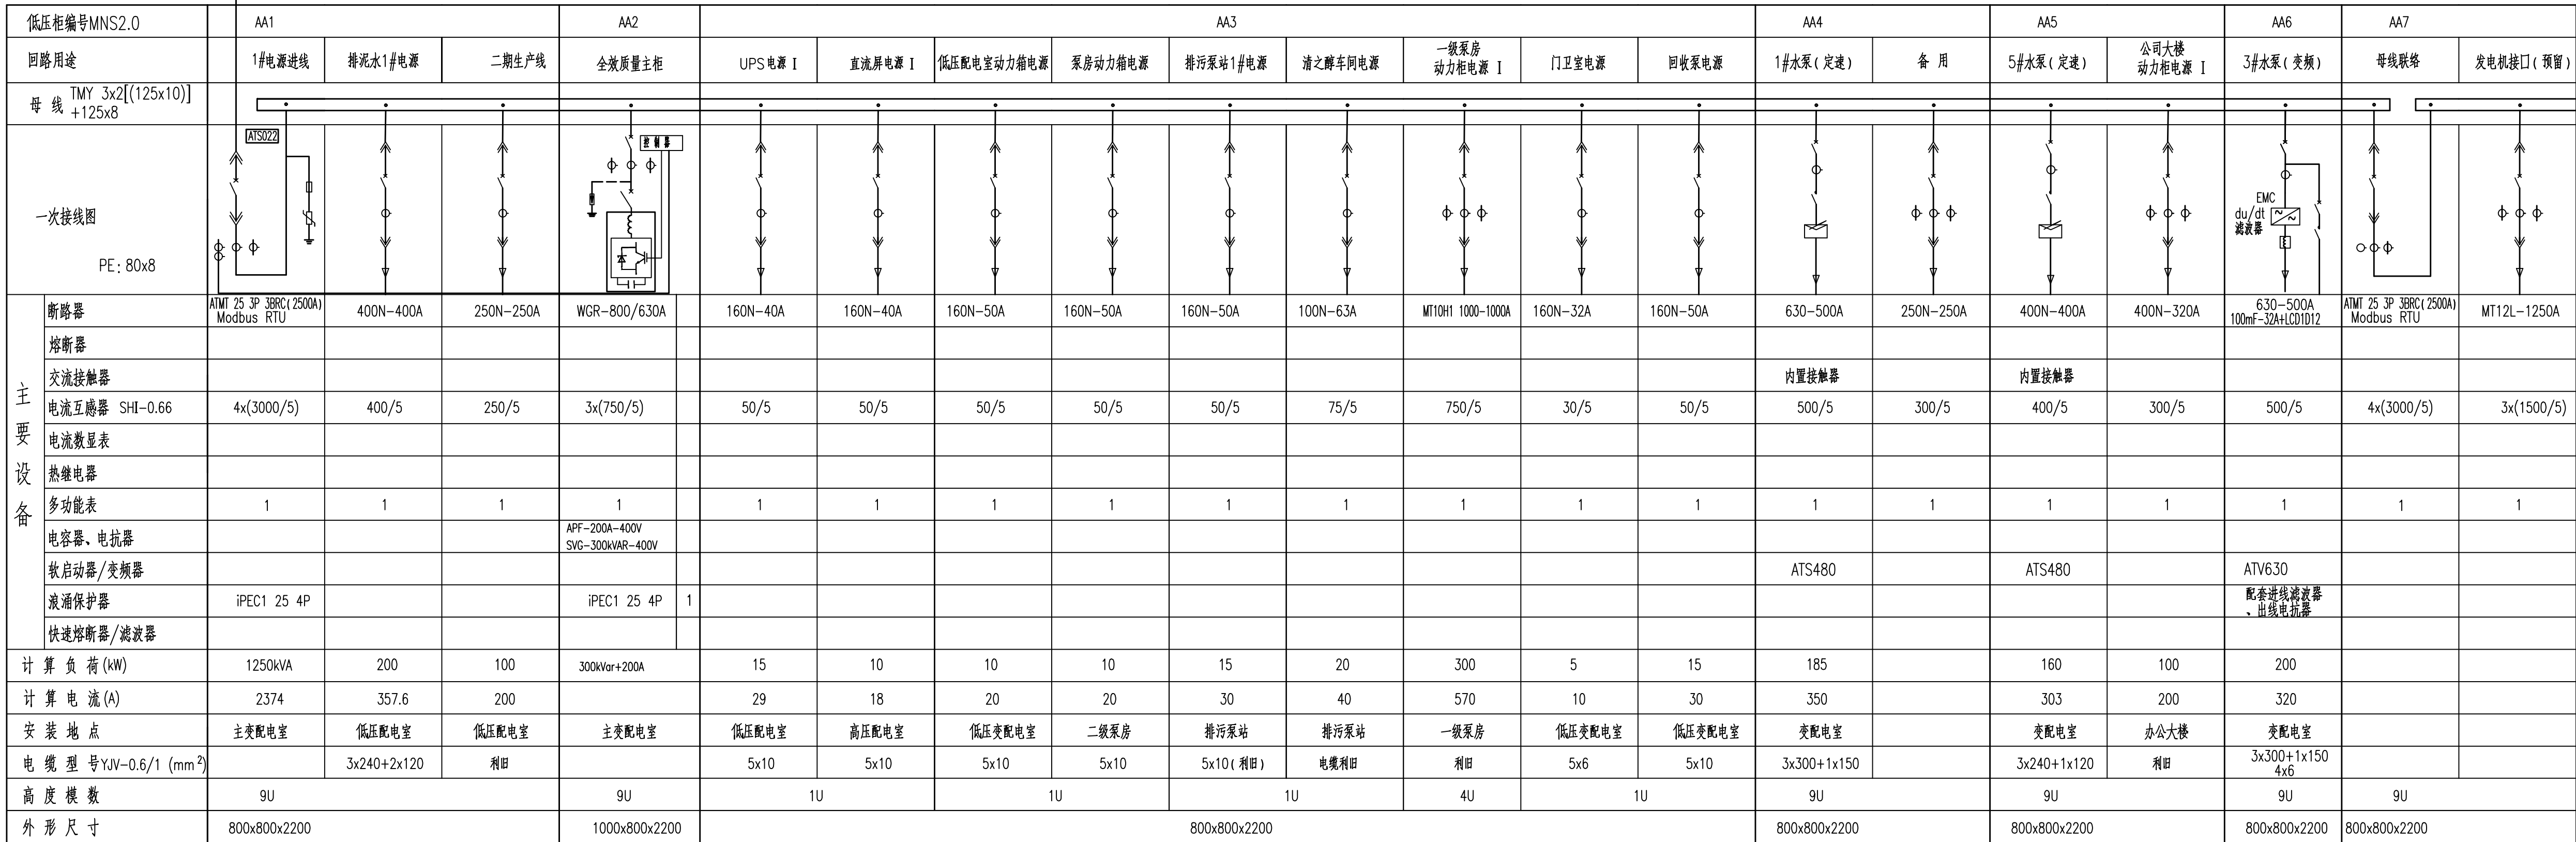 低压柜编号MNS2.0 AA1 AA2 AA3 AA4 AA5 AA6 AA7
回路用途 1#电源进线 排泥水1#电源 二期生产线 全效质量主柜 UPS电源 I 直流屏电源 I 低压配电室动力箱电源 泵房动力箱电源 排污泵站1#电源 清之醇车间电源 一级泵房 动力柜电源 I 门卫室电源 回收泵电源 1#水泵(定速) 备 用 5#水泵(定速) 公司大楼 动力柜电源 I 3#水泵(变频) 母线联络 发电机接口(预留)
母 线 TMY 3x2[(125x10)]
+125x8
ATS022
控 制 器
一次接线图
EMC
du/dt
滤波器
PE: 80x8
主要设备
断路器 ATMT 25 3P 3BRC(2500A) Modbus RTU 400N-400A 250N-250A WGR-800/630A 160N-40A 160N-40A 160N-50A 160N-50A 160N-50A 100N-63A MT10H1 1000-1000A 160N-32A 160N-50A 630-500A 250N-250A 400N-400A 400N-320A 630-500A 100mF-32A+LCD1D12 ATMT 25 3P 3BRC(2500A) Modbus RTU MT12L-1250A
熔断器
交流接触器 内置接触器 内置接触器
电流互感器 SHI-0.66 4x(3000/5) 400/5 250/5 3x(750/5) 50/5 50/5 50/5 50/5 50/5 75/5 750/5 30/5 50/5 500/5 300/5 400/5 300/5 500/5 4x(3000/5) 3x(1500/5)
电流数显表
热继电器
多功能表 1 1 1 1 1 1 1 1 1 1 1 1 1 1 1 1 1 1 1 1
电容器、电抗器 APF-200A-400V
SVG-300kVAR-400V
软启动器/变频器 ATS480 ATS480 ATV630
浪涌保护器 iPEC1 25 4P iPEC1 25 4P 1 配套进线滤波器
、出线电抗器
快速熔断器/滤波器
计 算 负 荷(kW) 1250kVA 200 100 300kVar+200A 15 10 10 10 15 20 300 5 15 185 160 100 200
计 算 电 流(A) 2374 357.6 200 29 18 20 20 30 40 570 10 30 350 303 200 320
安 装 地 点 主变配电室 低压配电室 低压配电室 主变配电室 低压配电室 高压配电室 低压变配电室 二级泵房 排污泵站 排污泵站 一级泵房 低压变配电室 低压变配电室 变配电室 变配电室 办公大楼 变配电室
电 缆 型 号YJV-0.6/1 (mm²) 3x240+2x120 利旧 5x10 5x10 5x10 5x10 5x10(利旧) 电缆利旧 利旧 5x6 5x10 3x300+1x150 3x240+1x120 利旧 3x300+1x150
4x6
高 度 模 数 9U 9U 1U 1U 1U 4U 1U 9U 9U 9U 9U
外 形 尺 寸 800x800x2200 1000x800x2200 800x800x2200 800x800x2200 800x800x2200 800x800x2200 800x800x2200